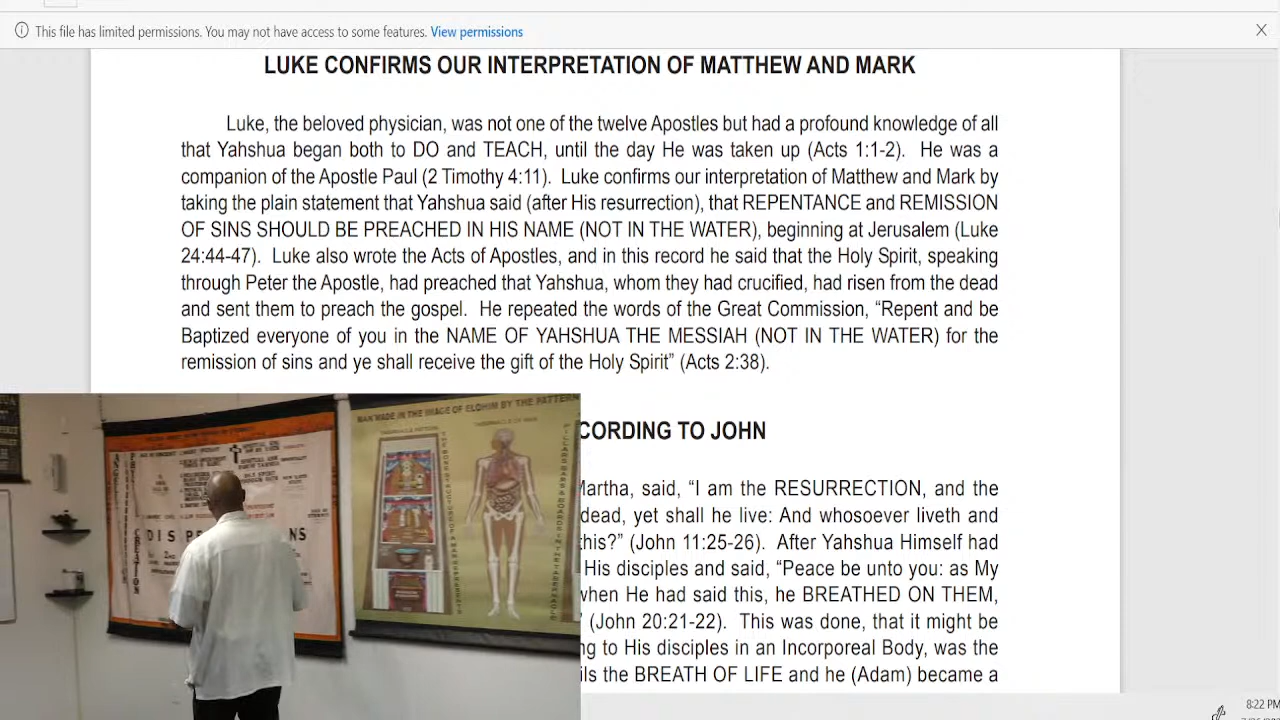 This file has limited permissions. You may not have access to some features. View permissions
LUKE CONFIRMS OUR INTERPRETATION OF MATTHEW AND MARK
Luke, the beloved physician, was not one of the twelve Apostles but had a profound knowledge of all
that Yahshua began both to DO and TEACH, until the day He was taken up (Acts 1:1-2). He was a
companion of the Apostle Paul (2 Timothy 4:11). Luke confirms our interpretation of Matthew and Mark by
taking the plain statement that Yahshua said (after His resurrection), that REPENTANCE and REMISSION
OF SINS SHOULD BE PREACHED IN HIS NAME (NOT IN THE WATER), beginning at Jerusalem (Luke
24:44-47). Luke also wrote the Acts of Apostles, and in this record he said that the Holy Spirit, speaking
through Peter the Apostle, had preached that Yahshua, whom they had crucified, had risen from the dead
and sent them to preach the gospel. He repeated the words of the Great Commission, “Repent and be
Baptized everyone of you in the NAME OF YAHSHUA THE MESSIAH (NOT IN THE WATER) for the
remission of sins and ye shall receive the gift of the Holy Spirit” (Acts 2:38).
CORDING TO JOHN
Martha, said, “I am the RESURRECTION, and the
dead, yet shall he live: And whosoever liveth and
this?” (John 11:25-26). After Yahshua Himself had
His disciples and said, “Peace be unto you: as My
when He had said this, he BREATHED ON THEM,
(John 20:21-22). This was done, that it might be
ng to His disciples in an Incorporeal Body, was the
ils the BREATH OF LIFE and he (Adam) became a
MAN MADE IN THE IMAGE OF ELOHIM BY THE PATTERN
8:22 PM